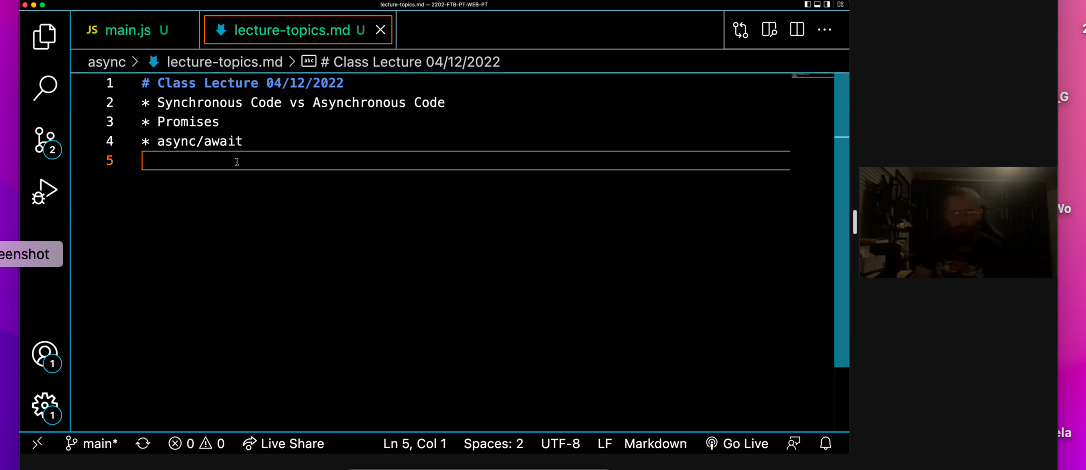 lecture-topics.md — 2202-FTB-PT-WEB-PT
JS main.js U
lecture-topics.md U
async > lecture-topics.md > abc # Class Lecture 04/12/2022
1 # Class Lecture 04/12/2022
2 * Synchronous Code vs Asynchronous Code
3 * Promises
4 * async/await
5
2
eenshot
1
1
main* 0 0 Live Share Ln 5, Col 1 Spaces: 2 UTF-8 LF Markdown Go Live
2
_G
Wo
ela